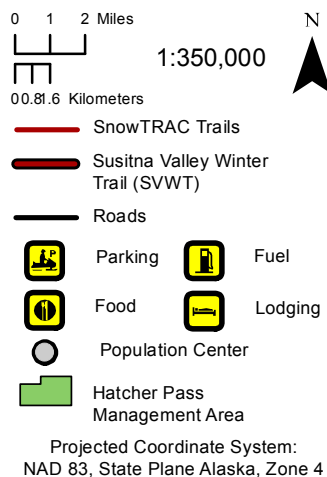 0 1 2 Miles
N
1:350,000
0 0.8 1.6 Kilometers
SnowTRAC Trails
Susitna Valley Winter
Trail (SVWT)
Roads
P
Parking
Fuel
Food
Lodging
Population Center
Hatcher Pass
Management Area
Projected Coordinate System:
NAD 83, State Plane Alaska, Zone 4